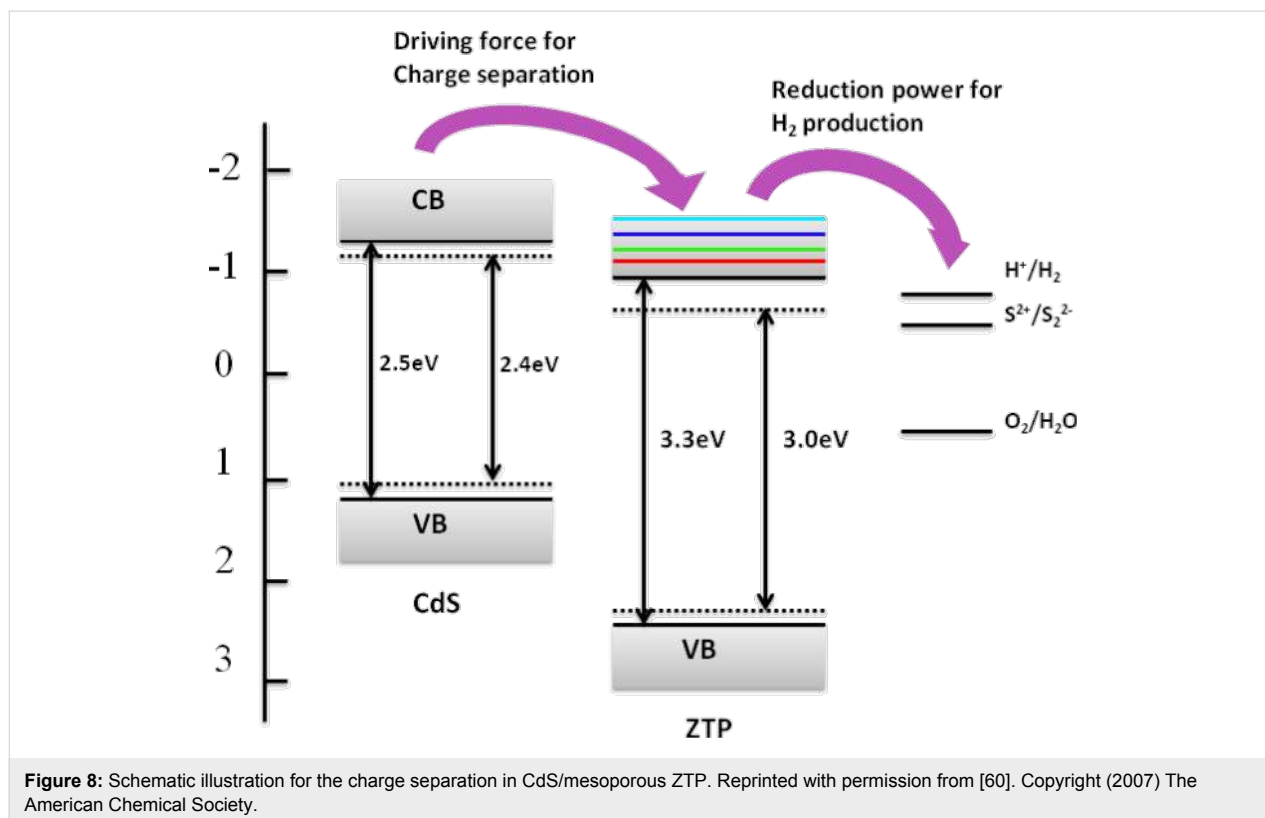 Driving force for
Charge separation
Reduction power for
H₂ production
-2
-1
0
1
2
3
CB
2.5eV
2.4eV
VB
CdS
3.3eV
3.0eV
VB
ZTP
H⁺/H₂
S²⁺/S₂²⁻
O₂/H₂O
Figure 8: Schematic illustration for the charge separation in CdS/mesoporous ZTP. Reprinted with permission from [60]. Copyright (2007) The
American Chemical Society.